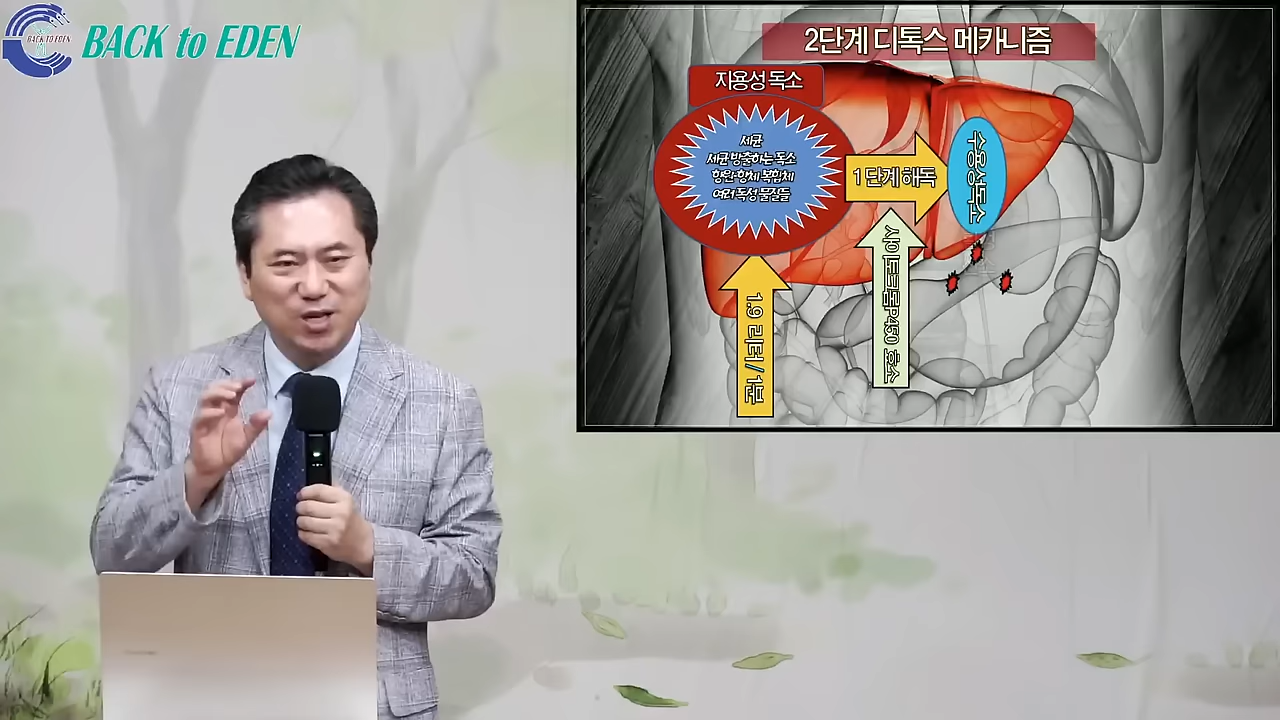 BACK TO EDEN
BACK to EDEN
2단계 디톡스 메카니즘
지용성 독소
세균
세균 방출하는 독소
항원·항체 복합체
여러 독성 물질들
1 단계 해독
수용성독소
사이토크롬P450 효소
1.9 리터 / 1분